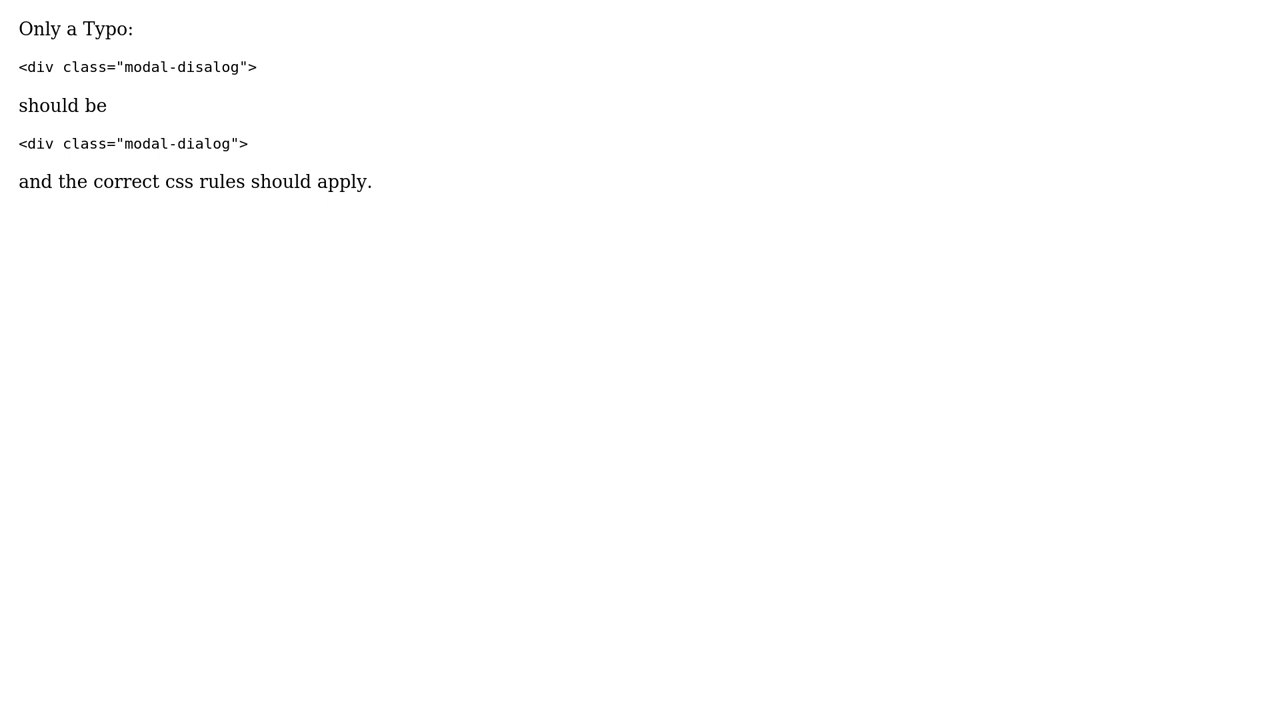 Only a Typo:
<div class="modal-disalog">
should be
<div class="modal-dialog">
and the correct css rules should apply.